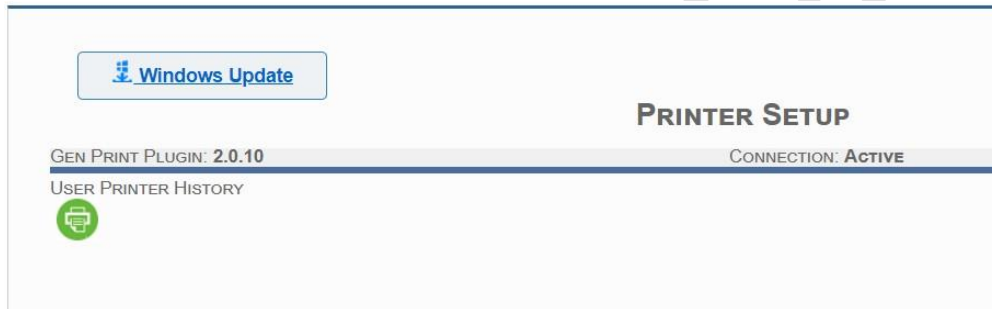 Windows Update
PRINTER SETUP
GEN PRINT PLUGIN: 2.0.10 CONNECTION: ACTIVE
USER PRINTER HISTORY